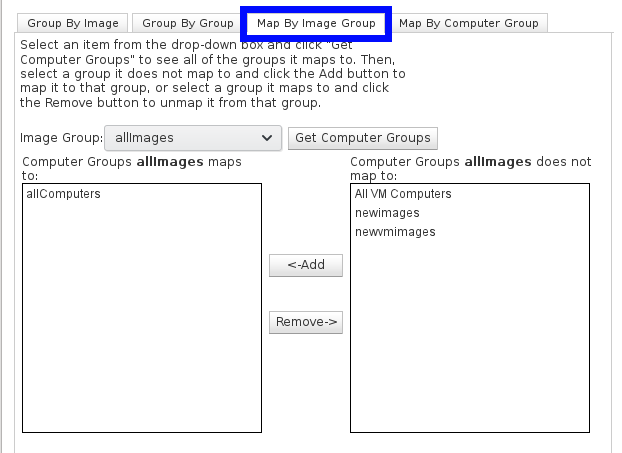 Group By Image Group By Group Map By Image Group Map By Computer Group
Select an item from the drop-down box and click "Get
Computer Groups" to see all of the groups it maps to. Then,
select a group it does not map to and click the Add button to
map it to that group, or select a group it maps to and click
the Remove button to unmap it from that group.
Image Group: allImages Get Computer Groups
Computer Groups allImages maps
to:
allComputers
<-Add
Remove->
Computer Groups allImages does not
map to:
All VM Computers
newimages
newvmimages